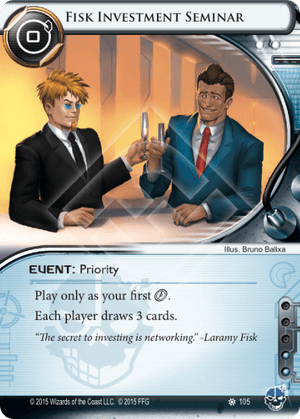 FISK INVESTMENT SEMINAR
0
Illus. Bruno Balixa
EVENT: Priority
Play only as your first .
Each player draws 3 cards.
“The secret to investing is networking.” -Laramy Fisk
© 2015 Wizards of the Coast LLC. © 2015 FFG
105